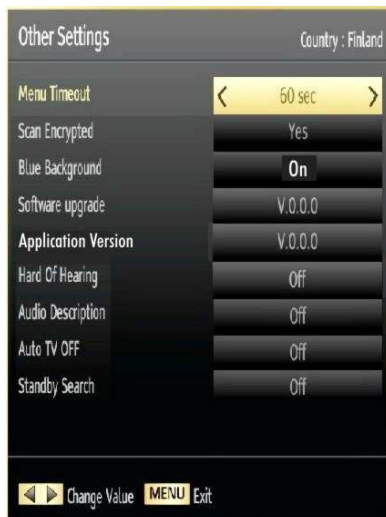 Other Settings Country : Finland
Menu Timeout 60 sec
Scan Encrypted Yes
Blue Background On
Software upgrade V.0.0.0
Application Version V.0.0.0
Hard Of Hearing Off
Audio Description Off
Auto TV OFF Off
Standby Search Off
Change Value MENU Exit